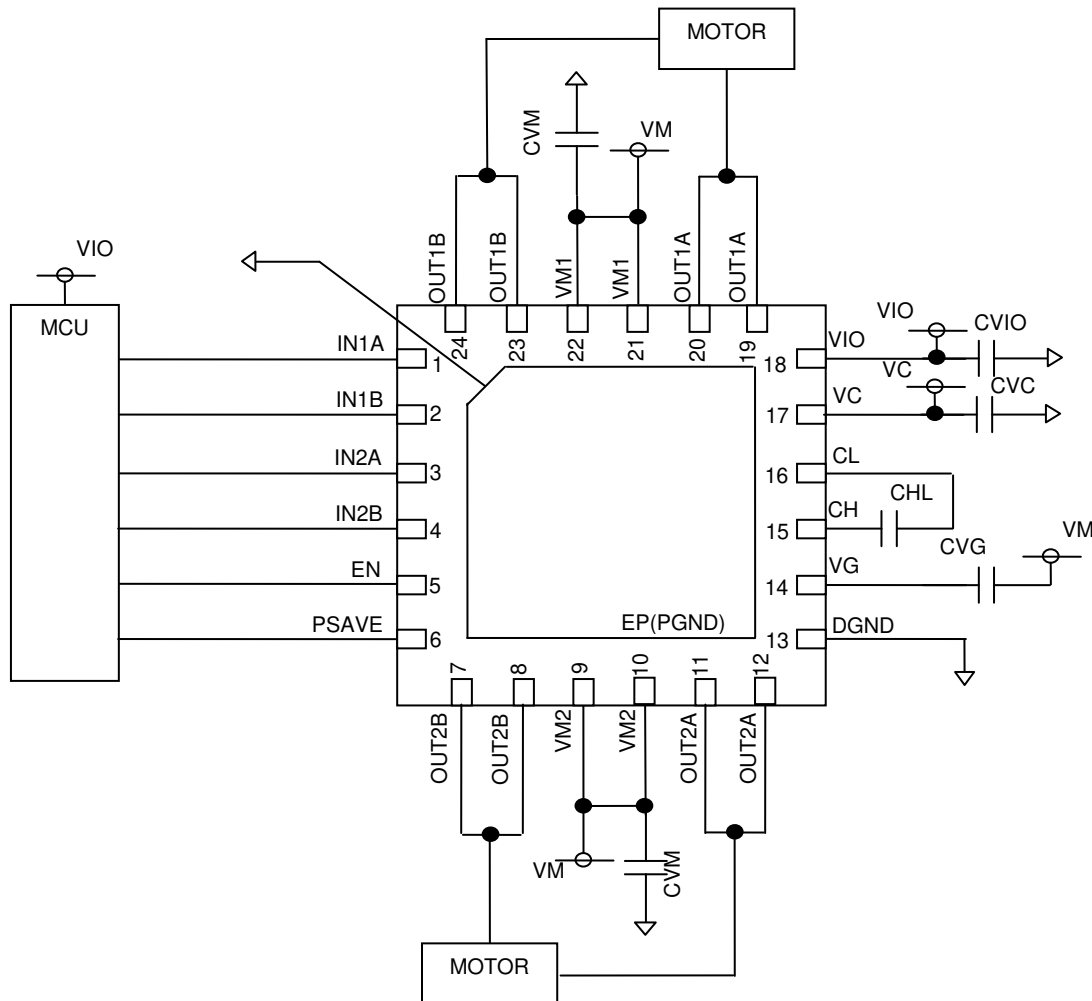 MOTOR
CVM
VM
OUT1B
OUT1B
VM1
VM1
OUT1A
OUT1A
24
23
22
21
20
19
VIO
MCU
IN1A
1
IN1B
2
IN2A
3
IN2B
4
EN
5
PSAVE
6
VIO
CVIO
VIO
18
VC
CVC
VC
17
CL
16
CHL
CH
15
VM
CVG
VG
14
DGND
13
EP(PGND)
7
8
9
10
11
12
OUT2B
OUT2B
VM2
VM2
OUT2A
OUT2A
VM
CVM
MOTOR